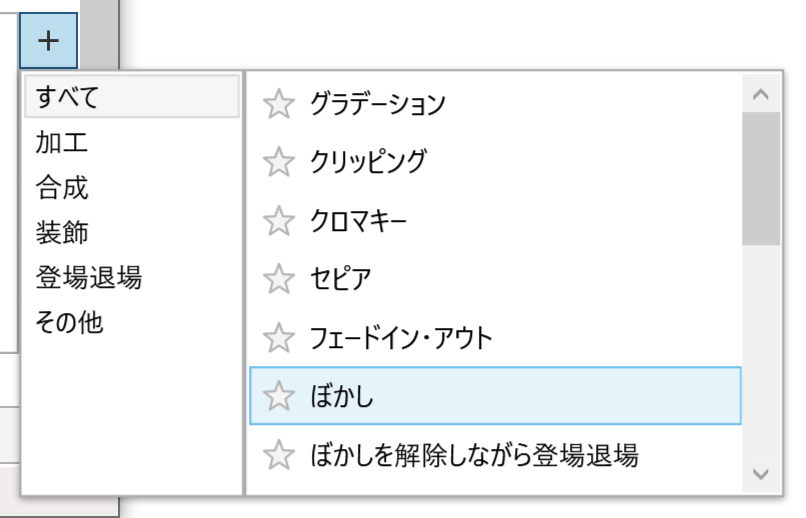 +
すべて
加工
合成
装飾
登場退場
その他
グラデーション
クリッピング
クロマキー
セピア
フェードイン・アウト
ぼかし
ぼかしを解除しながら登場退場